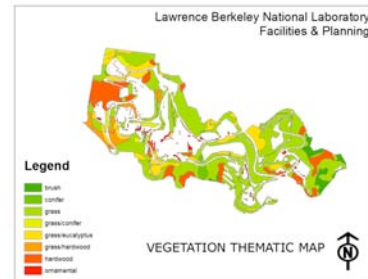 Lawrence Berkeley National Laboratory
Facilities & Planning
Legend
brush
conifer
grass
grass/conifer
grass/eucalyptus
grass/hardwood
hardwood
ornamental
VEGETATION THEMATIC MAP
N